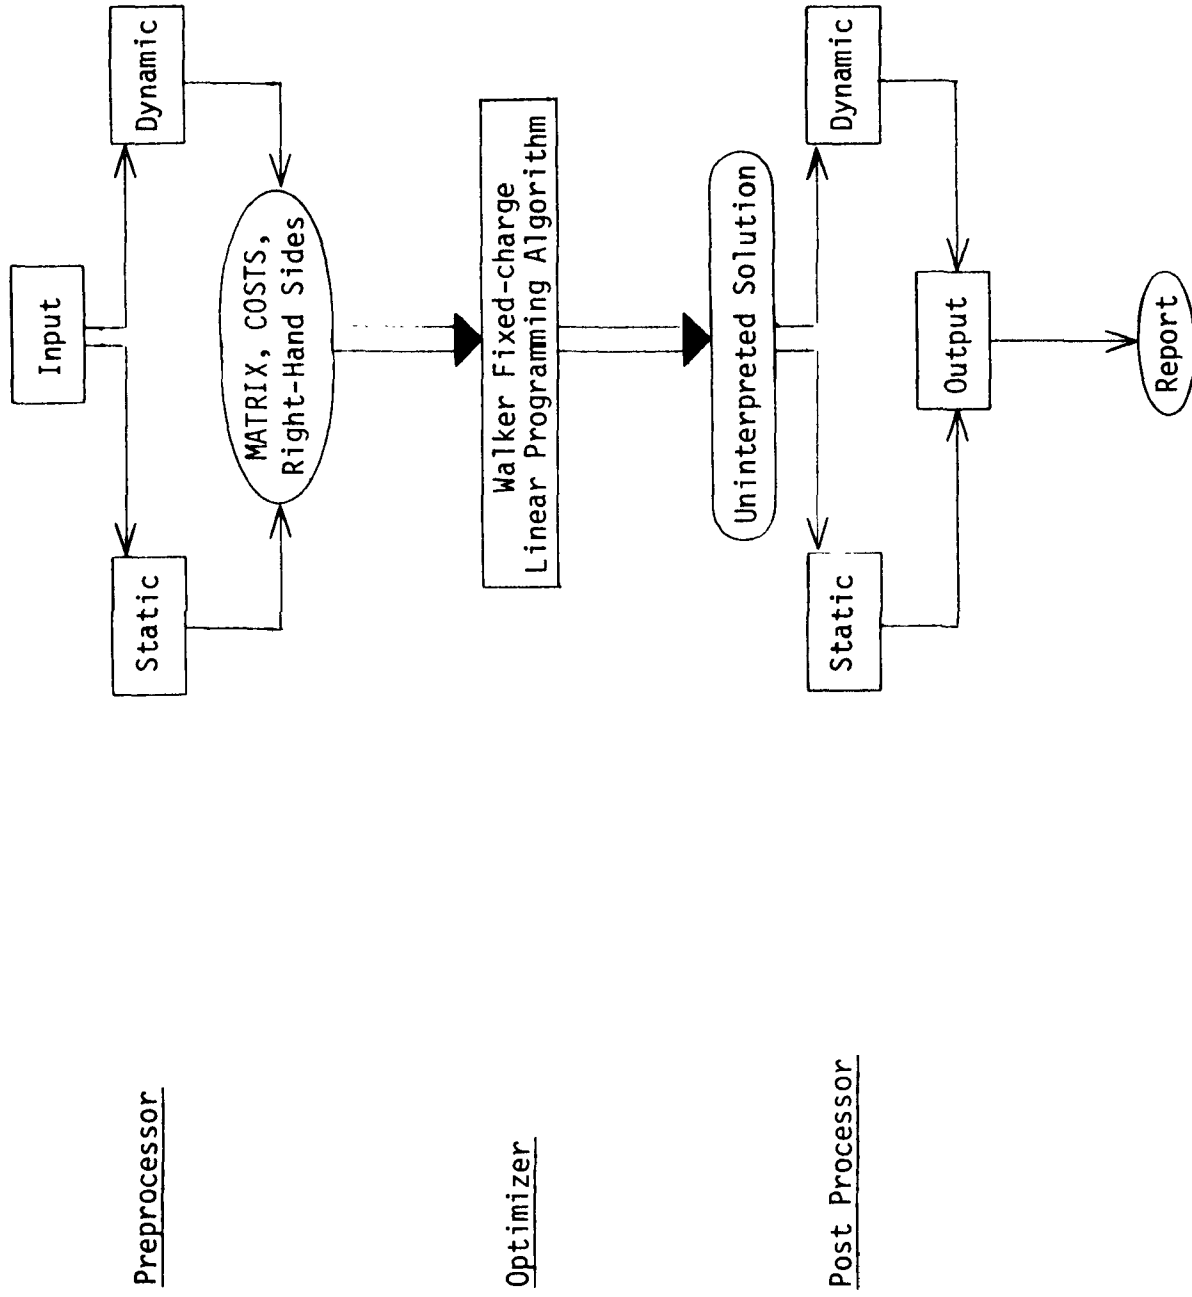 Preprocessor
Input
Static
Dynamic
MATRIX, COSTS,
Right-Hand Sides
Optimizer
Walker Fixed-charge
Linear Programming Algorithm
Post Processor
Uninterpreted Solution
Static
Dynamic
Output
Report